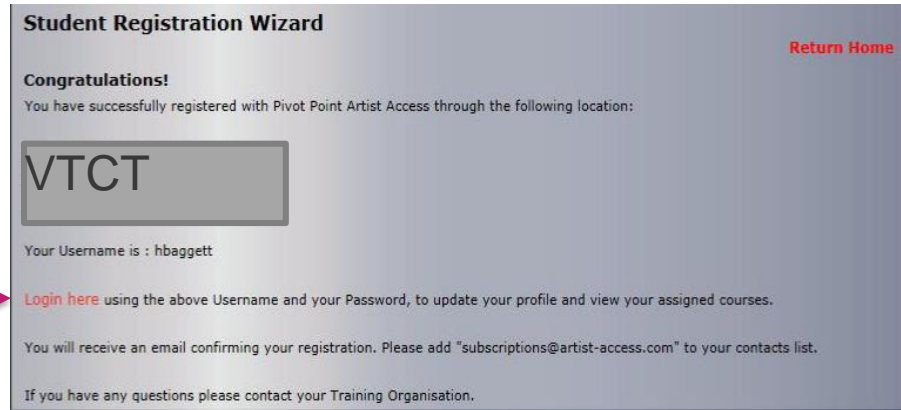 Student Registration Wizard
Return Home
Congratulations!
You have successfully registered with Pivot Point Artist Access through the following location:
VTCT
Your Username is : hbaggett
Login here using the above Username and your Password, to update your profile and view your assigned courses.
You will receive an email confirming your registration. Please add "subscriptions@artist-access.com" to your contacts list.
If you have any questions please contact your Training Organisation.